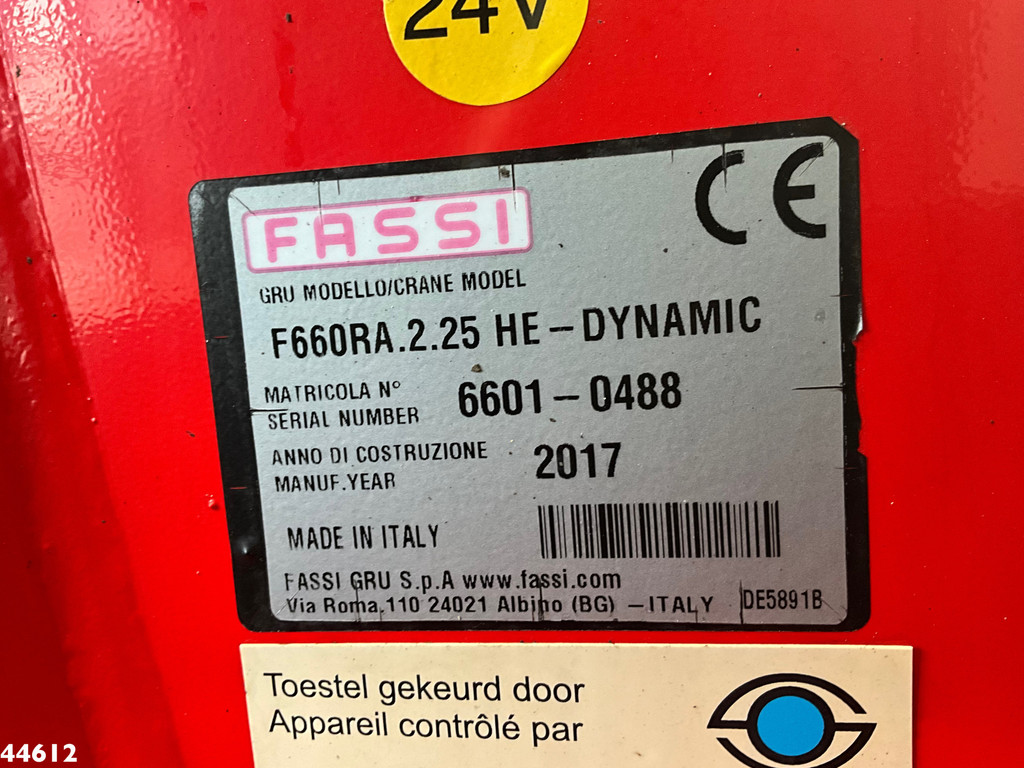 24V
FASSI
CE
GRU MODELLO/CRANE MODEL
F660RA.2.25 HE – DYNAMIC
MATRICOLA N° 6601 – 0488
SERIAL NUMBER
ANNO DI COSTRUZIONE 2017
MANUF.YEAR
MADE IN ITALY
FASSI GRU S.p.A www.fassi.com
Via Roma,110 24021 Albino (BG) – ITALY DE5891B
Toestel gekeurd door
Appareil contrôlé par
44612